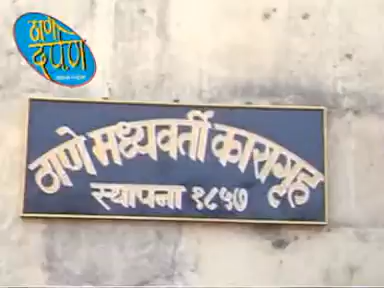 ठाणे
दर्पण
ठाणे मध्यवर्ती कारागृह
स्थापना १८५७